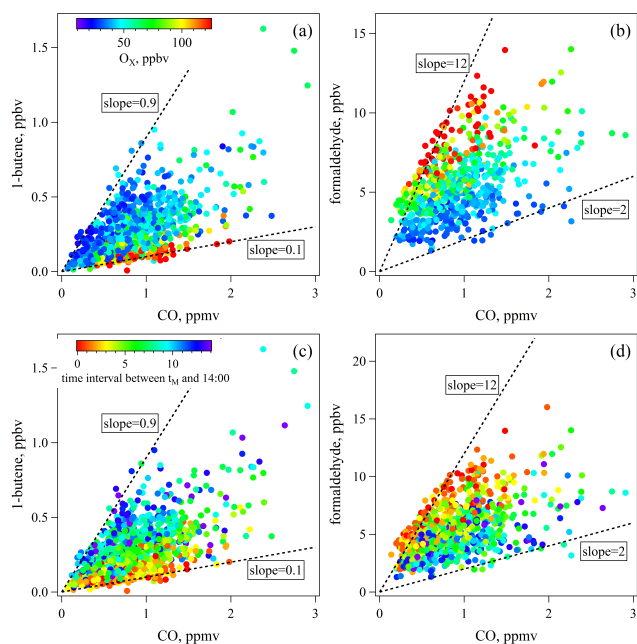 (a)
50
100
O_X, ppbv
slope=0.9
slope=0.1
1.5
1.0
0.5
0.0
1-butene, ppbv
0
1
2
3
CO, ppmv
(b)
slope=12
slope=2
15
10
5
0
formaldehyde, ppbv
0
1
2
3
CO, ppmv
(c)
0
5
10
time interval between t_M and 14:00
slope=0.9
slope=0.1
1.5
1.0
0.5
0.0
1-butene, ppbv
0
1
2
3
CO, ppmv
(d)
slope=12
slope=2
20
15
10
5
0
formaldehyde, ppbv
0
1
2
3
CO, ppmv